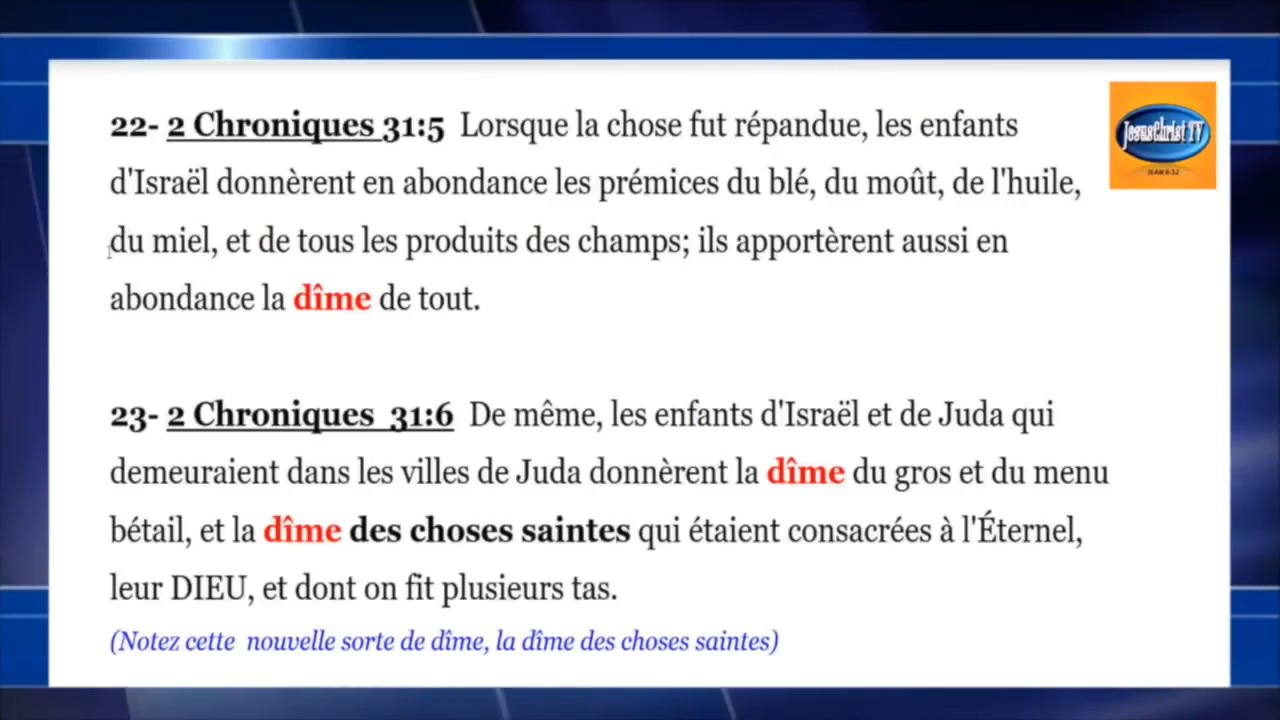 22- 2 Chroniques 31:5 Lorsque la chose fut répandue, les enfants
d'Israël donnèrent en abondance les prémices du blé, du moût, de l'huile,
du miel, et de tous les produits des champs; ils apportèrent aussi en
abondance la dîme de tout.
23- 2 Chroniques 31:6 De même, les enfants d'Israël et de Juda qui
demeuraient dans les villes de Juda donnèrent la dîme du gros et du menu
bétail, et la dîme des choses saintes qui étaient consacrées à l'Éternel,
leur DIEU, et dont on fit plusieurs tas.
(Notez cette nouvelle sorte de dîme, la dîme des choses saintes)
JesusChrist TV
JEAN 8:12